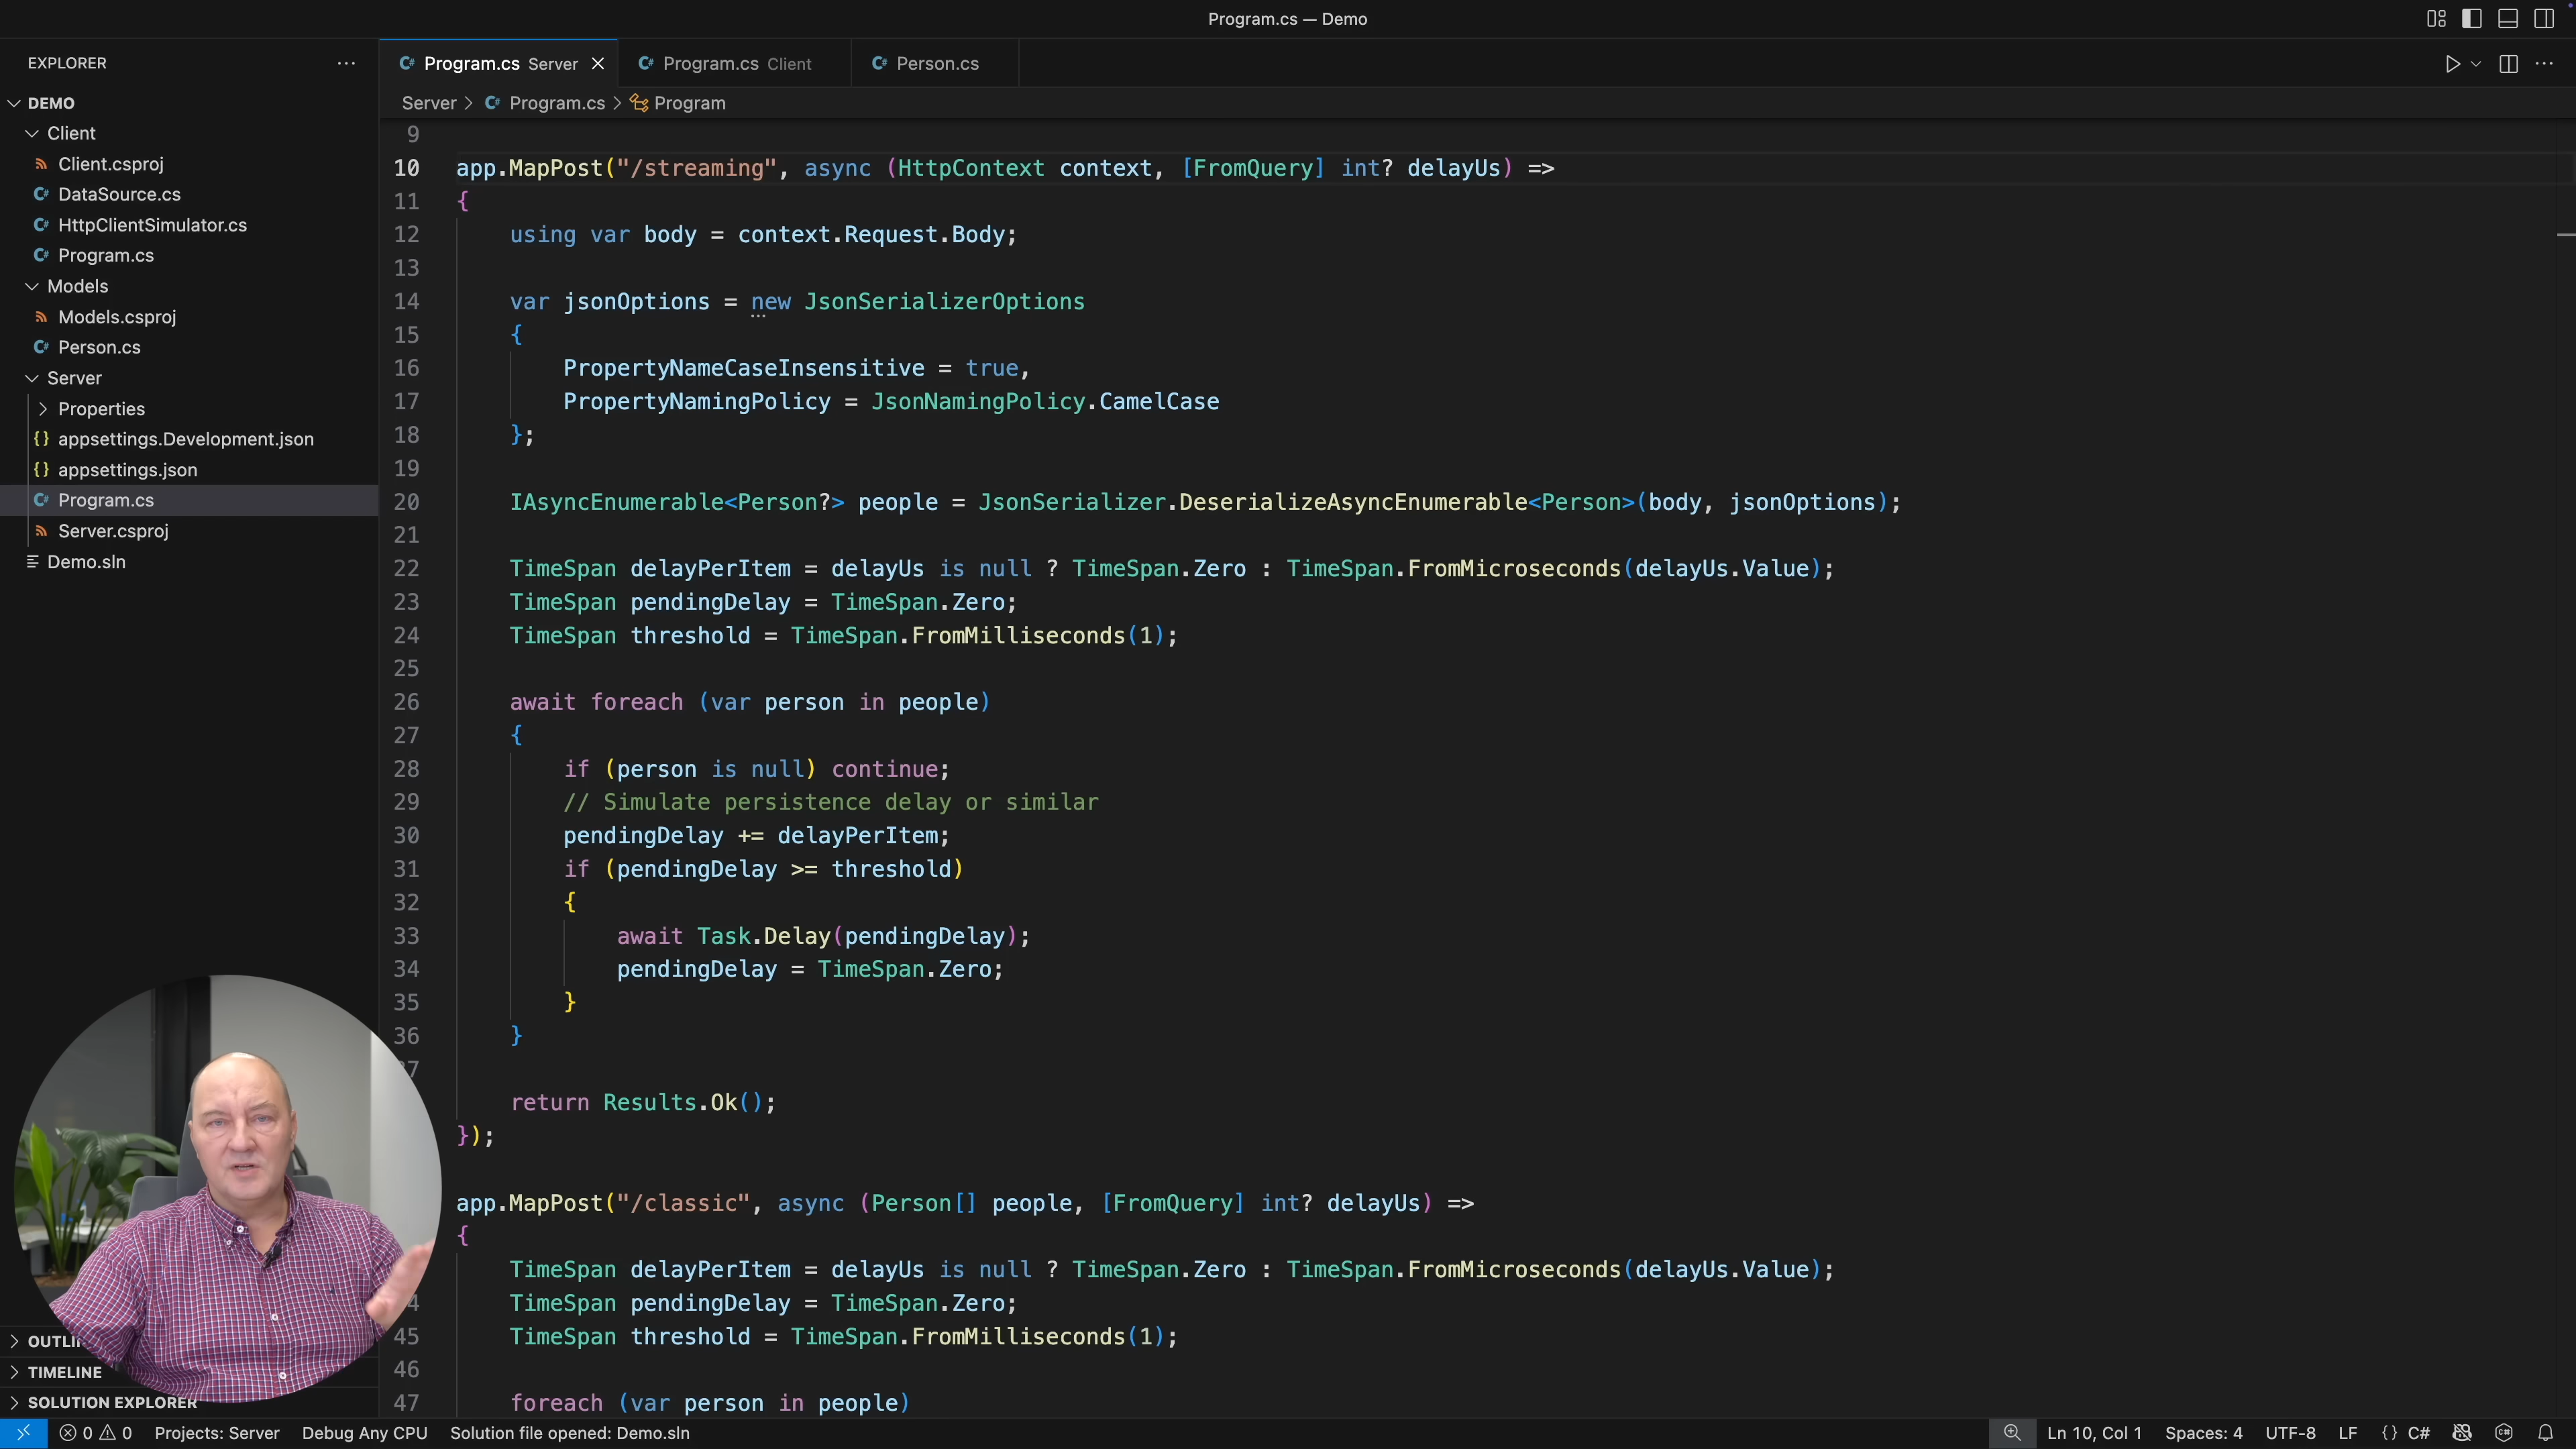 Program.cs — Demo
EXPLORER
DEMO
Client
Client.csproj
DataSource.cs
HttpClientSimulator.cs
Program.cs
Models
Models.csproj
Person.cs
Server
Properties
appsettings.Development.json
appsettings.json
Program.cs
Server.csproj
Demo.sln
OUTLI
TIMELINE
SOLUTION EXPLORER
Program.cs Server
Program.cs Client
Person.cs
Server > Program.cs > Program
9
10 app.MapPost("/streaming", async (HttpContext context, [FromQuery] int? delayUs) =>
11 {
12 using var body = context.Request.Body;
13
14 var jsonOptions = new JsonSerializerOptions
15 {
16 PropertyNameCaseInsensitive = true,
17 PropertyNamingPolicy = JsonNamingPolicy.CamelCase
18 };
19
20 IAsyncEnumerable<Person?> people = JsonSerializer.DeserializeAsyncEnumerable<Person>(body, jsonOptions);
21
22 TimeSpan delayPerItem = delayUs is null ? TimeSpan.Zero : TimeSpan.FromMicroseconds(delayUs.Value);
23 TimeSpan pendingDelay = TimeSpan.Zero;
24 TimeSpan threshold = TimeSpan.FromMilliseconds(1);
25
26 await foreach (var person in people)
27 {
28 if (person is null) continue;
29 // Simulate persistence delay or similar
30 pendingDelay += delayPerItem;
31 if (pendingDelay >= threshold)
32 {
33 await Task.Delay(pendingDelay);
34 pendingDelay = TimeSpan.Zero;
35 }
36 }
7
return Results.Ok();
});
app.MapPost("/classic", async (Person[] people, [FromQuery] int? delayUs) =>
{
TimeSpan delayPerItem = delayUs is null ? TimeSpan.Zero : TimeSpan.FromMicroseconds(delayUs.Value);
4 TimeSpan pendingDelay = TimeSpan.Zero;
45 TimeSpan threshold = TimeSpan.FromMilliseconds(1);
46
47 foreach (var person in people)
0 0 Projects: Server Debug Any CPU Solution file opened: Demo.sln Ln 10, Col 1 Spaces: 4 UTF-8 LF {} C#